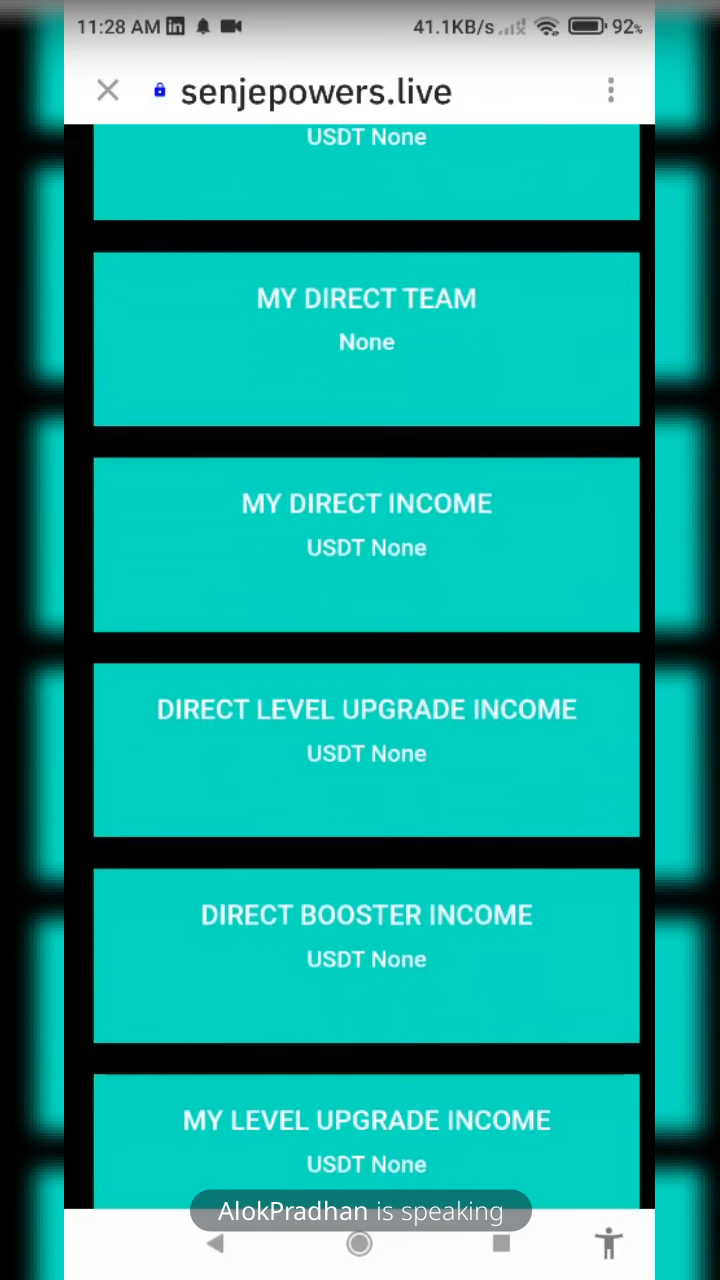 11:28 AM
41.1KB/s
92%
senjepowers.live
USDT None
MY DIRECT TEAM
None
MY DIRECT INCOME
USDT None
DIRECT LEVEL UPGRADE INCOME
USDT None
DIRECT BOOSTER INCOME
USDT None
MY LEVEL UPGRADE INCOME
USDT None
AlokPradhan is speaking